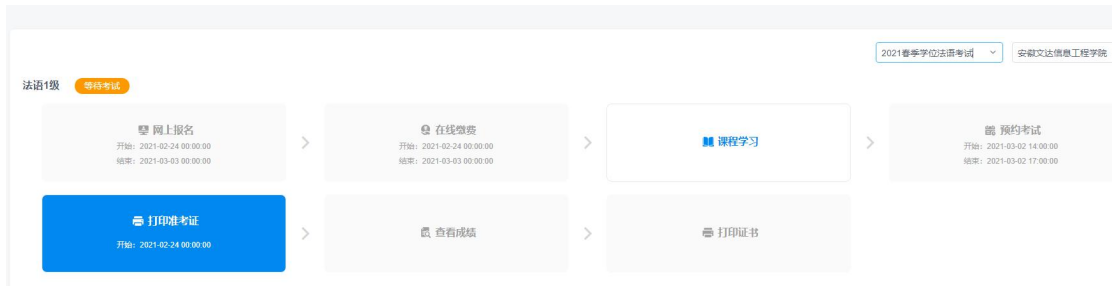 2021春季学位法语考试 安徽文达信息工程学院
法语1级 等待考试
网上报名
开始：2021-02-24 00:00:00
结束：2021-03-03 00:00:00
在线缴费
开始：2021-02-24 00:00:00
结束：2021-03-03 00:00:00
课程学习
预约考试
开始：2021-03-02 14:00:00
结束：2021-03-02 17:00:00
打印准考证
开始：2021-02-24 00:00:00
查看成绩
打印证书